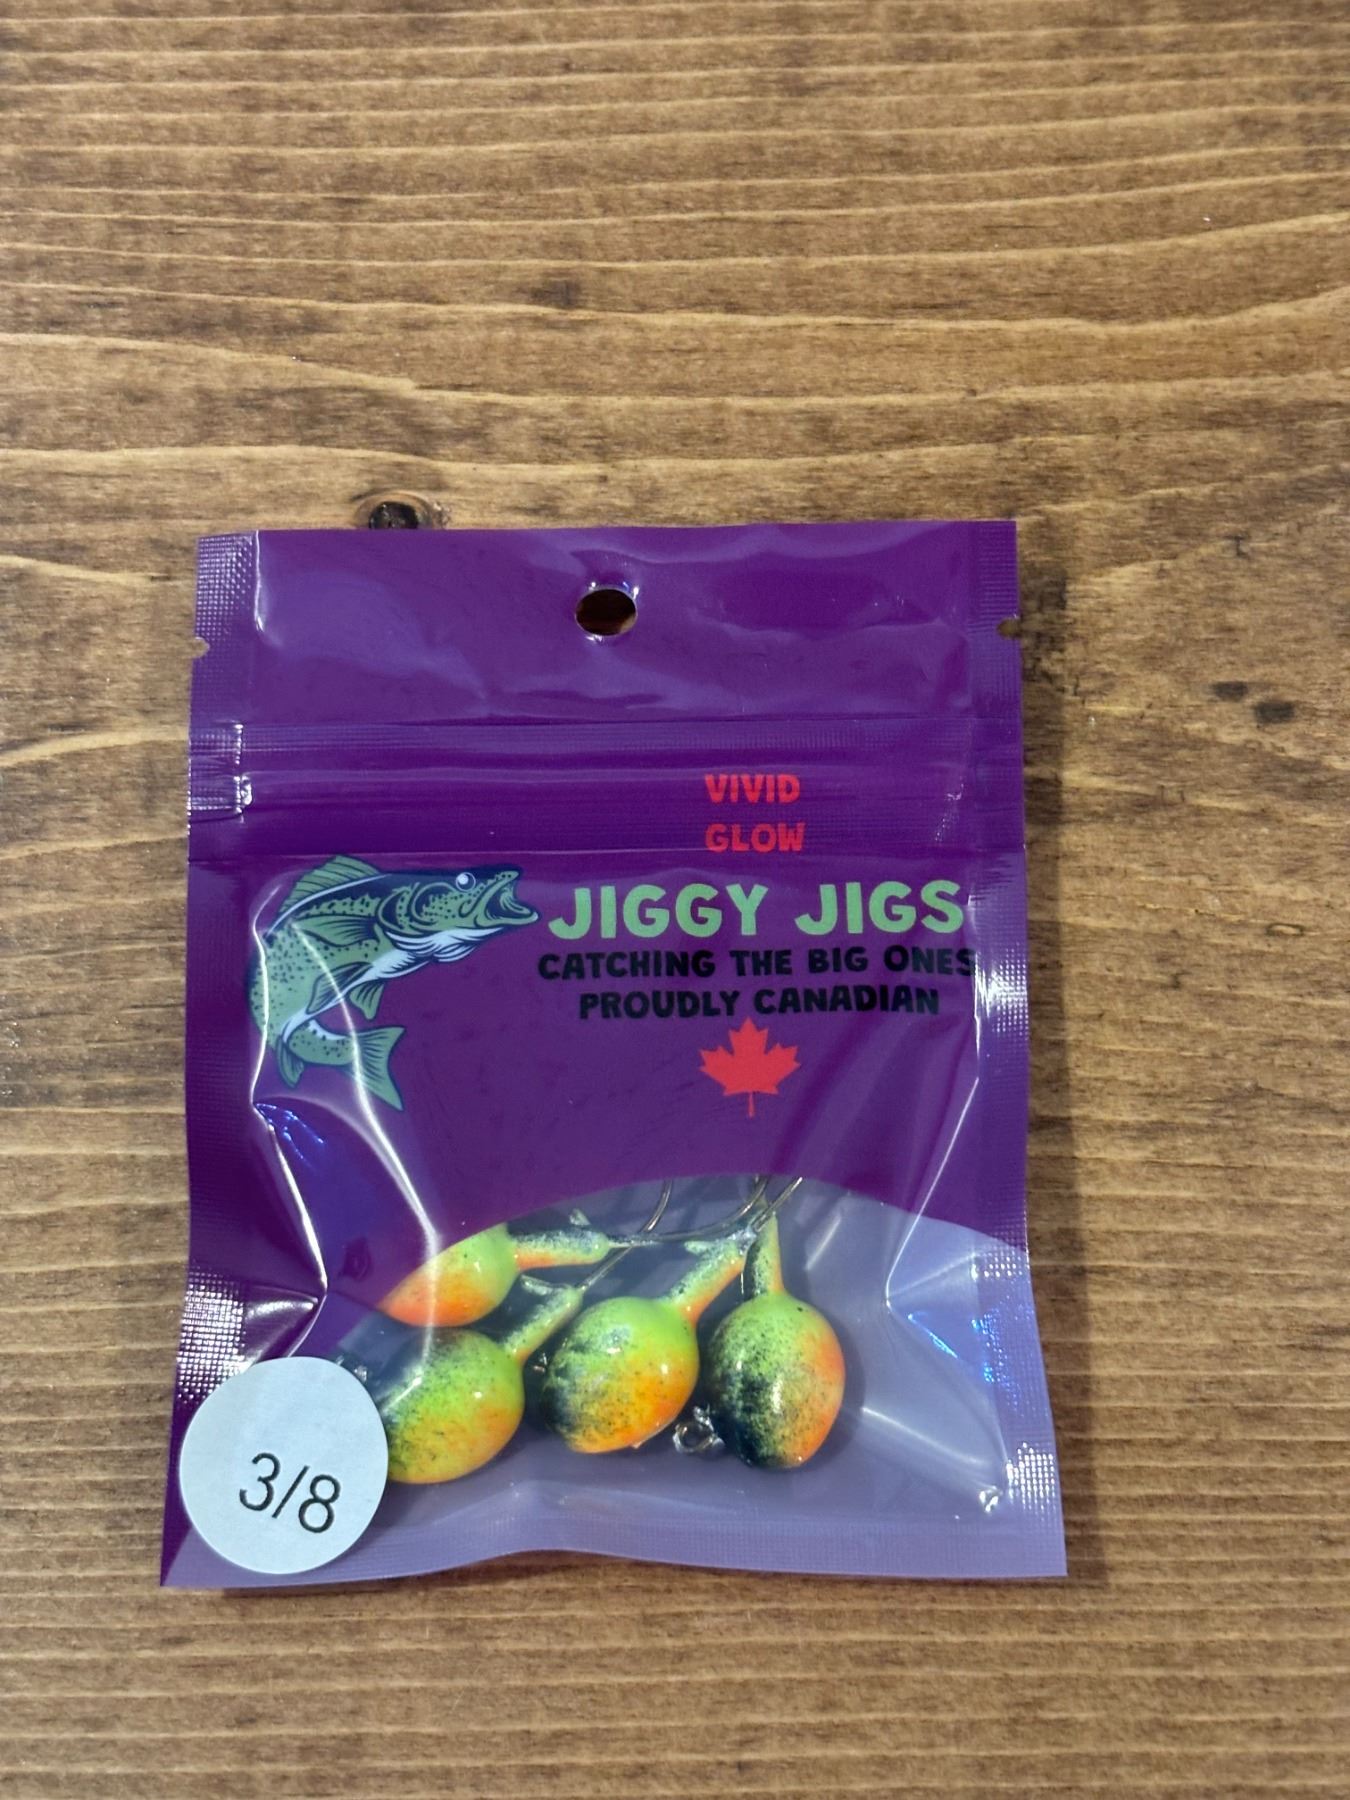 VIVID
GLOW
JIGGY JIGS
CATCHING THE BIG ONES
PROUDLY CANADIAN
3/8